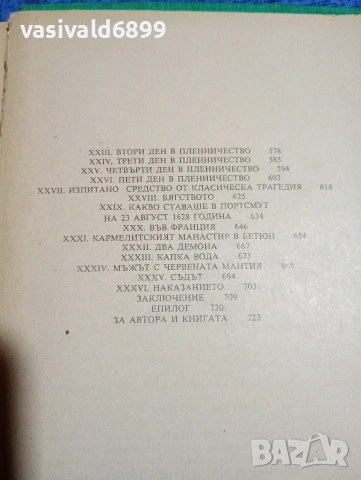 vasivald6899
XXIII. ВТОРИ ДЕН В ПЛЕННИЧЕСТВО 578
XXIV. ТРЕТИ ДЕН В ПЛЕННИЧЕСТВО 585
XXV. ЧЕТВЪРТИ ДЕН В ПЛЕННИЧЕСТВО 594
XXVI. ПЕТИ ДЕН В ПЛЕННИЧЕСТВО 603
XXVII. ИЗПИТАНО СРЕДСТВО ОТ КЛАСИЧЕСКА ТРАГЕДИЯ 618
XXVIII. БЯГСТВОТО 625
XXIX. КАКВО СТАВАШЕ В ПОРТСМУТ
НА 23 АВГУСТ 1628 ГОДИНА 634
XXX. ВЪВ ФРАНЦИЯ 646
XXXI. КАРМЕЛИТСКИЯТ МАНАСТИР В БЕТЮН 654
XXXII. ДВА ДЕМОНА 667
XXXIII. КАПКА ВОДА 673
XXXIV. МЪЖЪТ С ЧЕРВЕНАТА МАНТИЯ
XXXV. СЪДЪТ 694
XXXVI. НАКАЗАНИЕТО 703
ЗАКЛЮЧЕНИЕ 709
ЕПИЛОГ 720
ЗА АВТОРА И КНИГАТА 722
BAZAR
bg